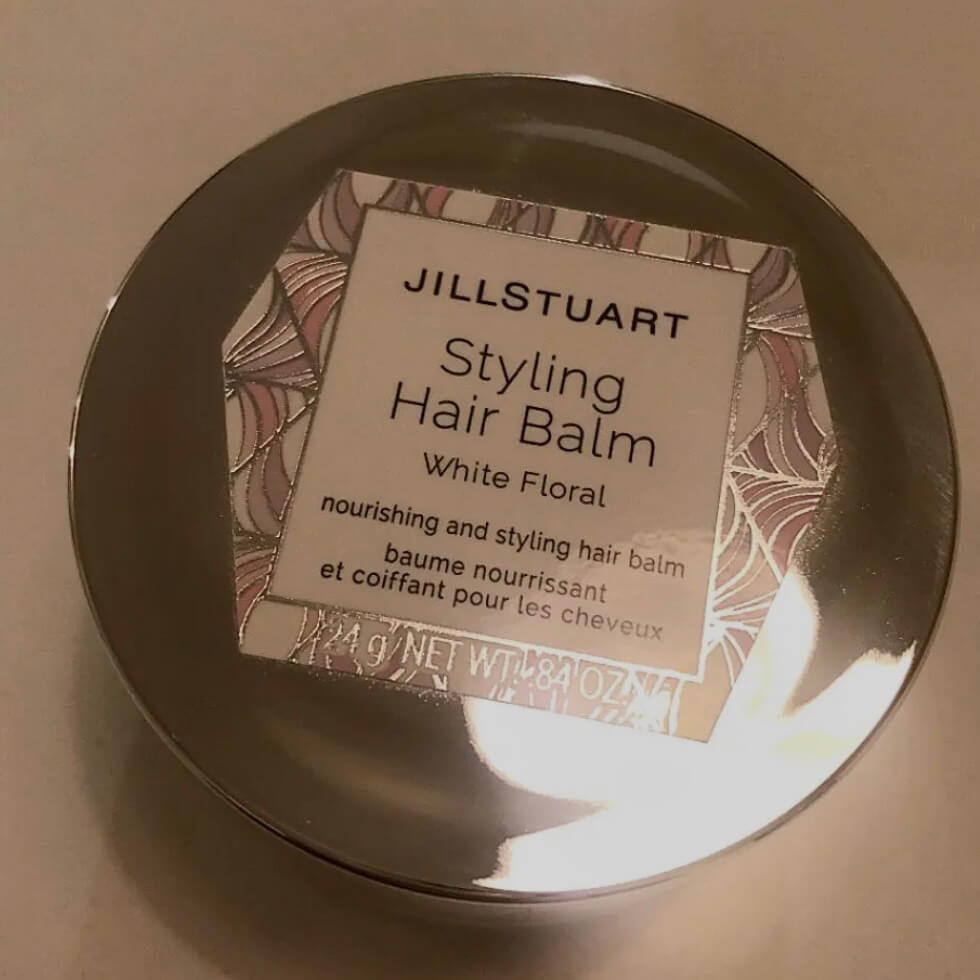 JILLSTUART
Styling
Hair Balm
White Floral
nourishing and styling hair balm
baume nourrissant
et coiffant pour les cheveux
24 g NET WT. .84 OZ.